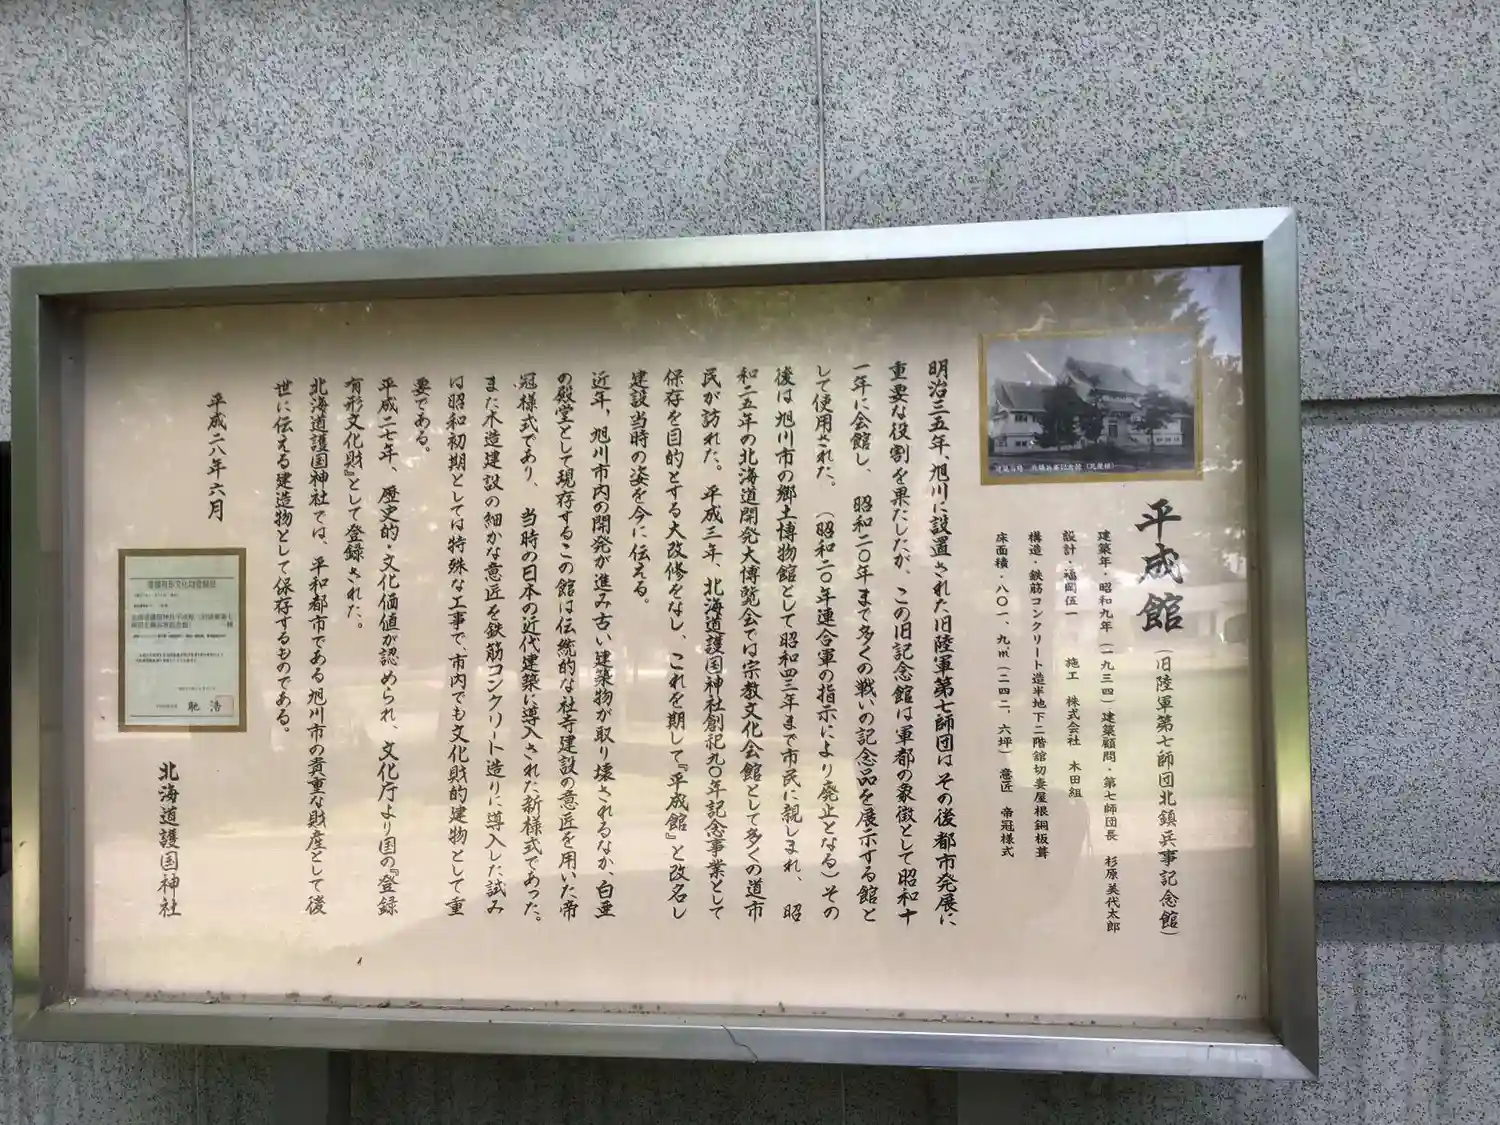 平成館(旧陸軍第七師団北鎮兵事記念館)
建築年・昭和九年(一九三四)建築顧問・第七師団長 杉原美代太郎
設計・福岡伍一 施工 株式会社 木田組
構造・鉄筋コンクリート造半地下二階舘切妻屋根銅板葺
床面積・八〇一、九㎡(二四二、六坪) 意匠 帝冠様式
明治三五年、旭川に設置された旧陸軍第七師団はその後都市発展に
重要な役割を果たしたが、この旧記念館は軍都の象徴として昭和十
一年に会館し、昭和二〇年まで多くの戦いの記念品を展示する館と
して使用された。(昭和二〇年連合軍の指示により廃止となる)その
後は旭川市の郷土博物館として昭和四三年まで市民に親しまれ、昭
和二五年の北海道開発大博覧会では宗教文化会館として多くの道市
民が訪れた。平成三年、北海道護国神社創祀九〇年記念事業として
保存を目的とする大改修をなし、これを期して『平成館』と改名し
建設当時の姿を今に伝える。
近年、旭川市内の開発が進み古い建築物が取り壊されるなか、白亜
の殿堂として現存するこの館は伝統的な社寺建設の意匠を用いた帝
冠様式であり、当時の日本の近代建築に導入された新様式であった。
また木造建設の細かな意匠を鉄筋コンクリート造りに導入した試み
は昭和初期としては特殊な工事で、市内でも文化財的建物として重
要である。
平成二七年、歴史的・文化価値が認められ、文化庁より国の『登録
有形文化財』として登録された。
北海道護国神社では、平和都市である旭川市の貴重な財産として後
世に伝える建造物として保存するものである。
平成二八年六月
北海道護国神社
登録有形文化財登録証